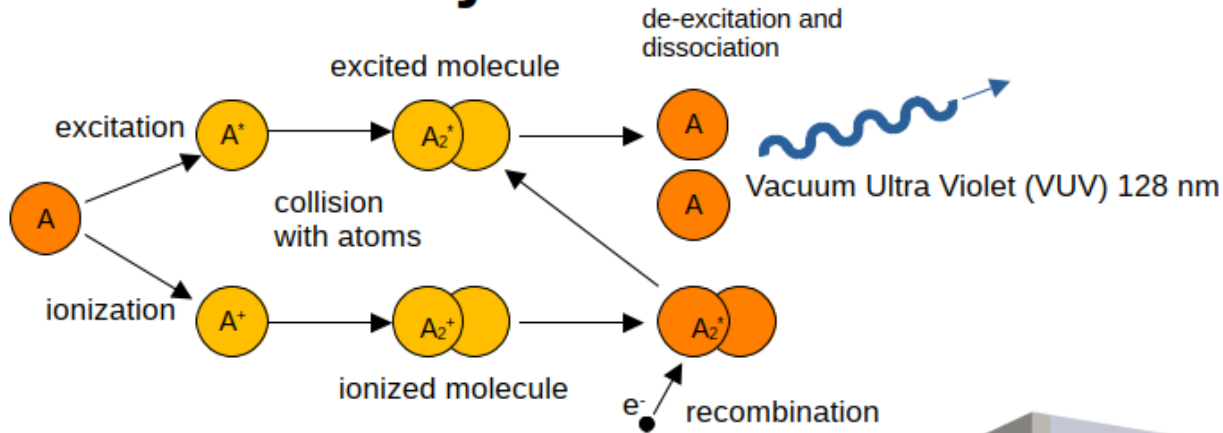 de-excitation and
dissociation
excited molecule
excitation
A*
A₂*
A
A
Vacuum Ultra Violet (VUV) 128 nm
A
collision
with atoms
ionization
A⁺
A₂⁺
A₂*
ionized molecule
e⁻
recombination